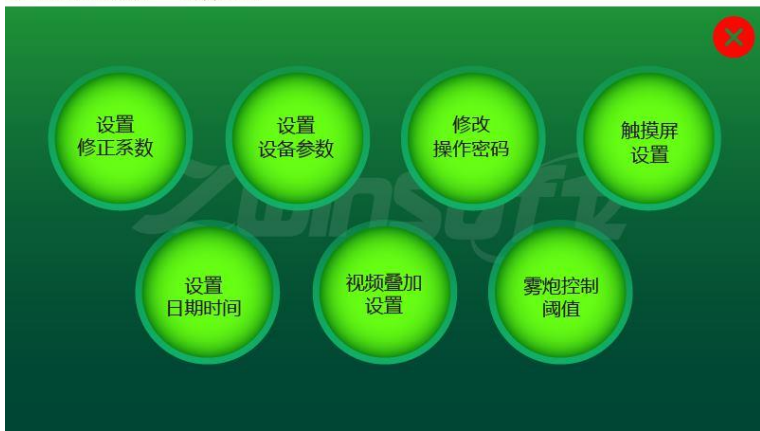 设置
修正系数
设置
设备参数
修改
操作密码
触摸屏
设置
设置
日期时间
视频叠加
设置
雾炮控制
阈值
Zwinsoft